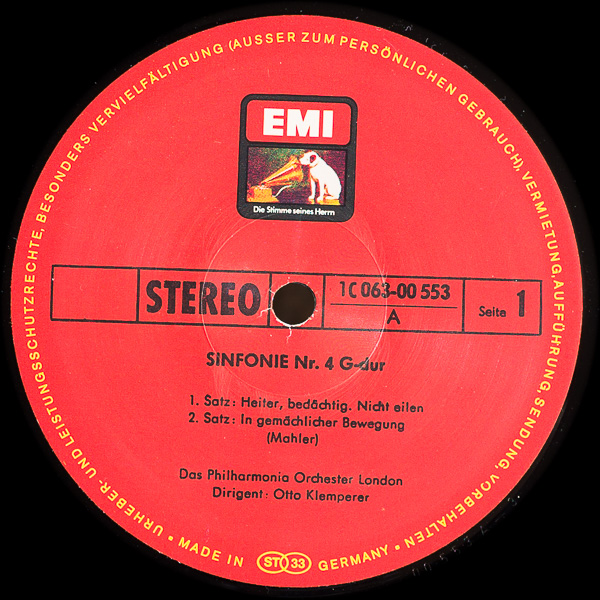 URHEBER- UND LEISTUNGSSCHUTZRECHTE, BESONDERS VERVIELFÄLTIGUNG (AUSSER ZUM PERSÖNLICHEN GEBRAUCH), VERMIETUNG, AUFFÜHRUNG, SENDUNG, VORBEHALTEN •
EMI
Die Stimme seines Herrn
STEREO
1C 063-00 553
A
Seite 1
SINFONIE Nr. 4 G-dur
1. Satz: Heiter, bedächtig. Nicht eilen
2. Satz: In gemächlicher Bewegung
(Mahler)
Das Philharmonia Orchester London
Dirigent: Otto Klemperer
• MADE IN ST 33 GERMANY •